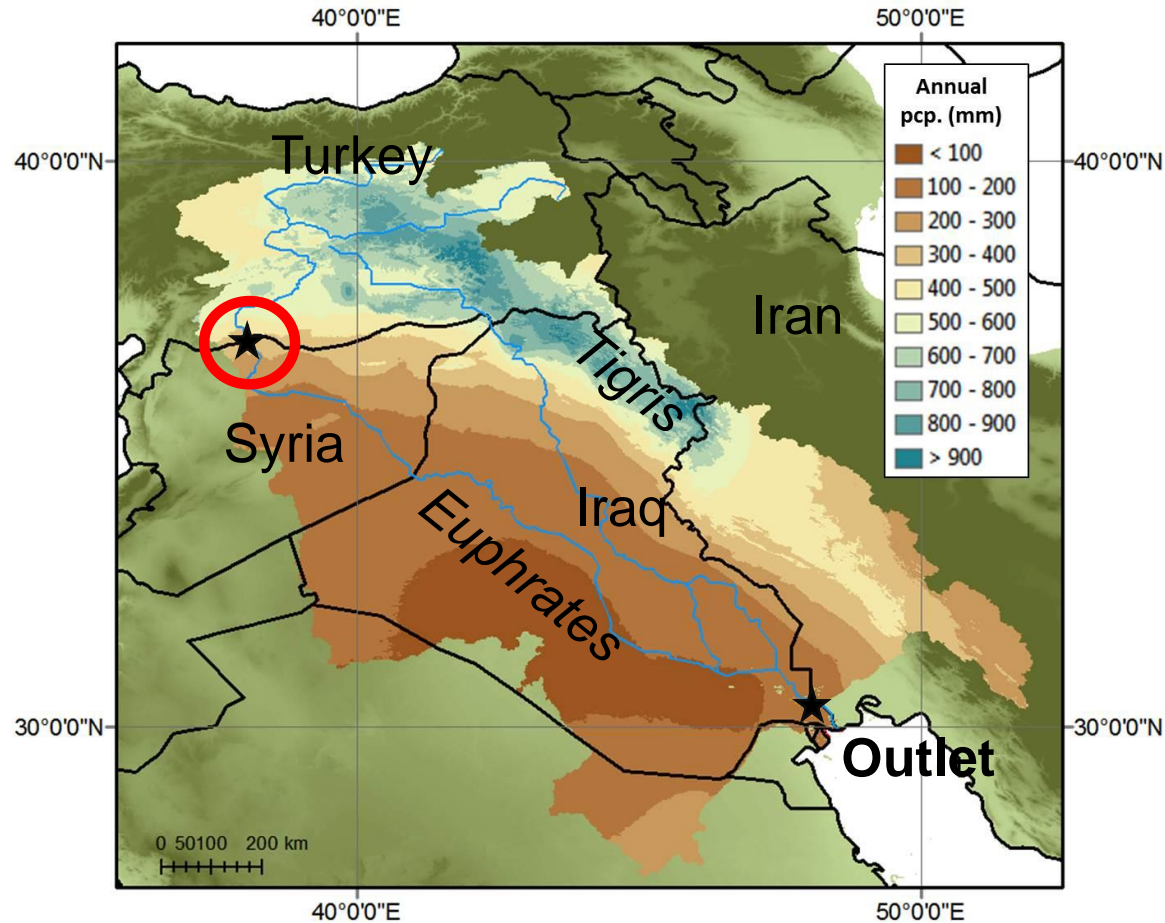 40°0'0"E
50°0'0"E
Annual
pcp. (mm)
< 100
100 - 200
200 - 300
300 - 400
400 - 500
500 - 600
600 - 700
700 - 800
800 - 900
> 900
40°0'0"N
40°0'0"N
Turkey
Iran
Tigris
Syria
Iraq
Euphrates
30°0'0"N
30°0'0"N
Outlet
0 50100 200 km
40°0'0"E
50°0'0"E